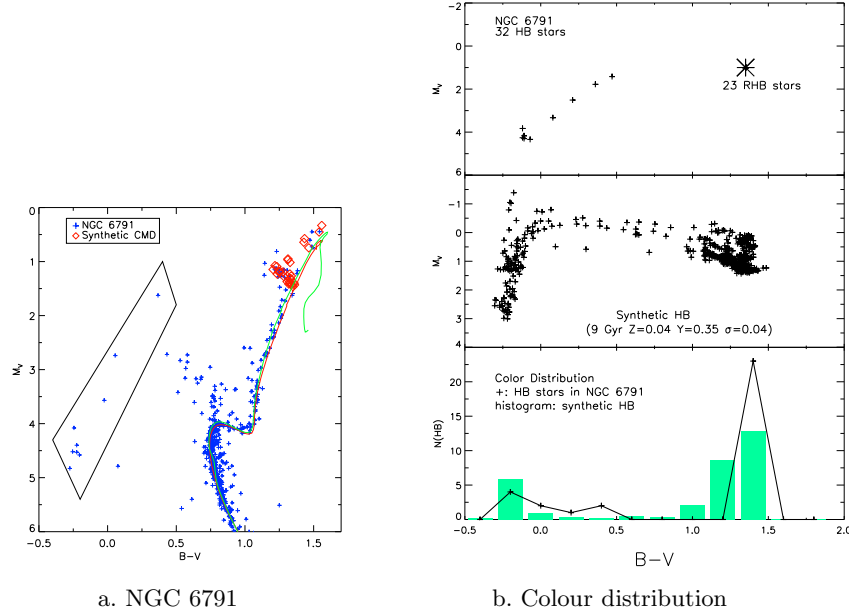 0
1
2
3
4
5
6
M_V
NGC 6791
Synthetic CMD
-0.5
0.0
0.5
1.0
1.5
B-V
a. NGC 6791
-2
0
2
4
6
M_V
NGC 6791
32 HB stars
23 RHB stars
-1
0
1
2
3
4
M_V
Synthetic HB
(9 Gyr Z=0.04 Y=0.35 σ=0.04)
20
15
10
5
0
N(HB)
Color Distribution
+: HB stars in NGC 6791
histogram: synthetic HB
-0.5
0.0
0.5
1.0
1.5
2.0
B-V
b. Colour distribution